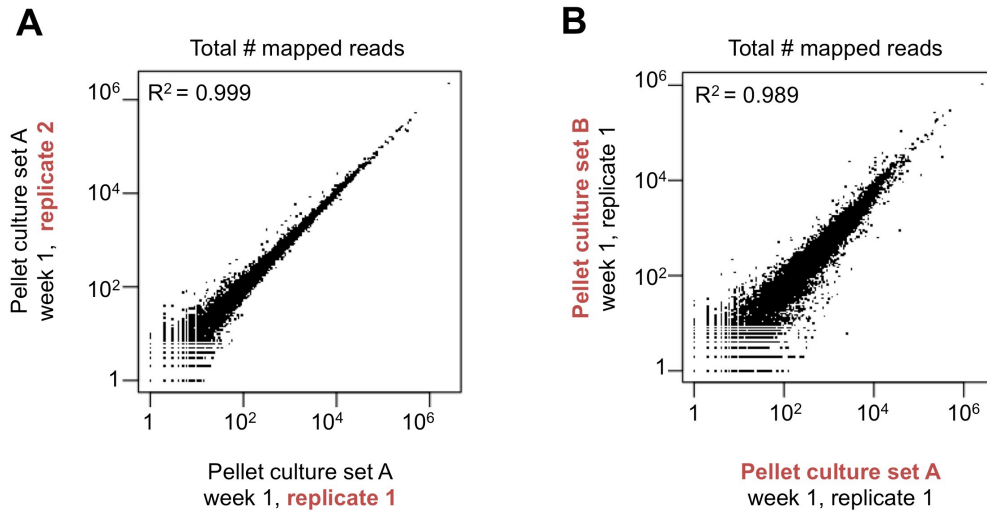 A
Total # mapped reads
R² = 0.999
Pellet culture set A
week 1, replicate 2
10⁶
10⁴
10²
1
1
10²
10⁴
10⁶
Pellet culture set A
week 1, replicate 1
B
Total # mapped reads
R² = 0.989
Pellet culture set B
week 1, replicate 1
10⁶
10⁴
10²
1
1
10²
10⁴
10⁶
Pellet culture set A
week 1, replicate 1